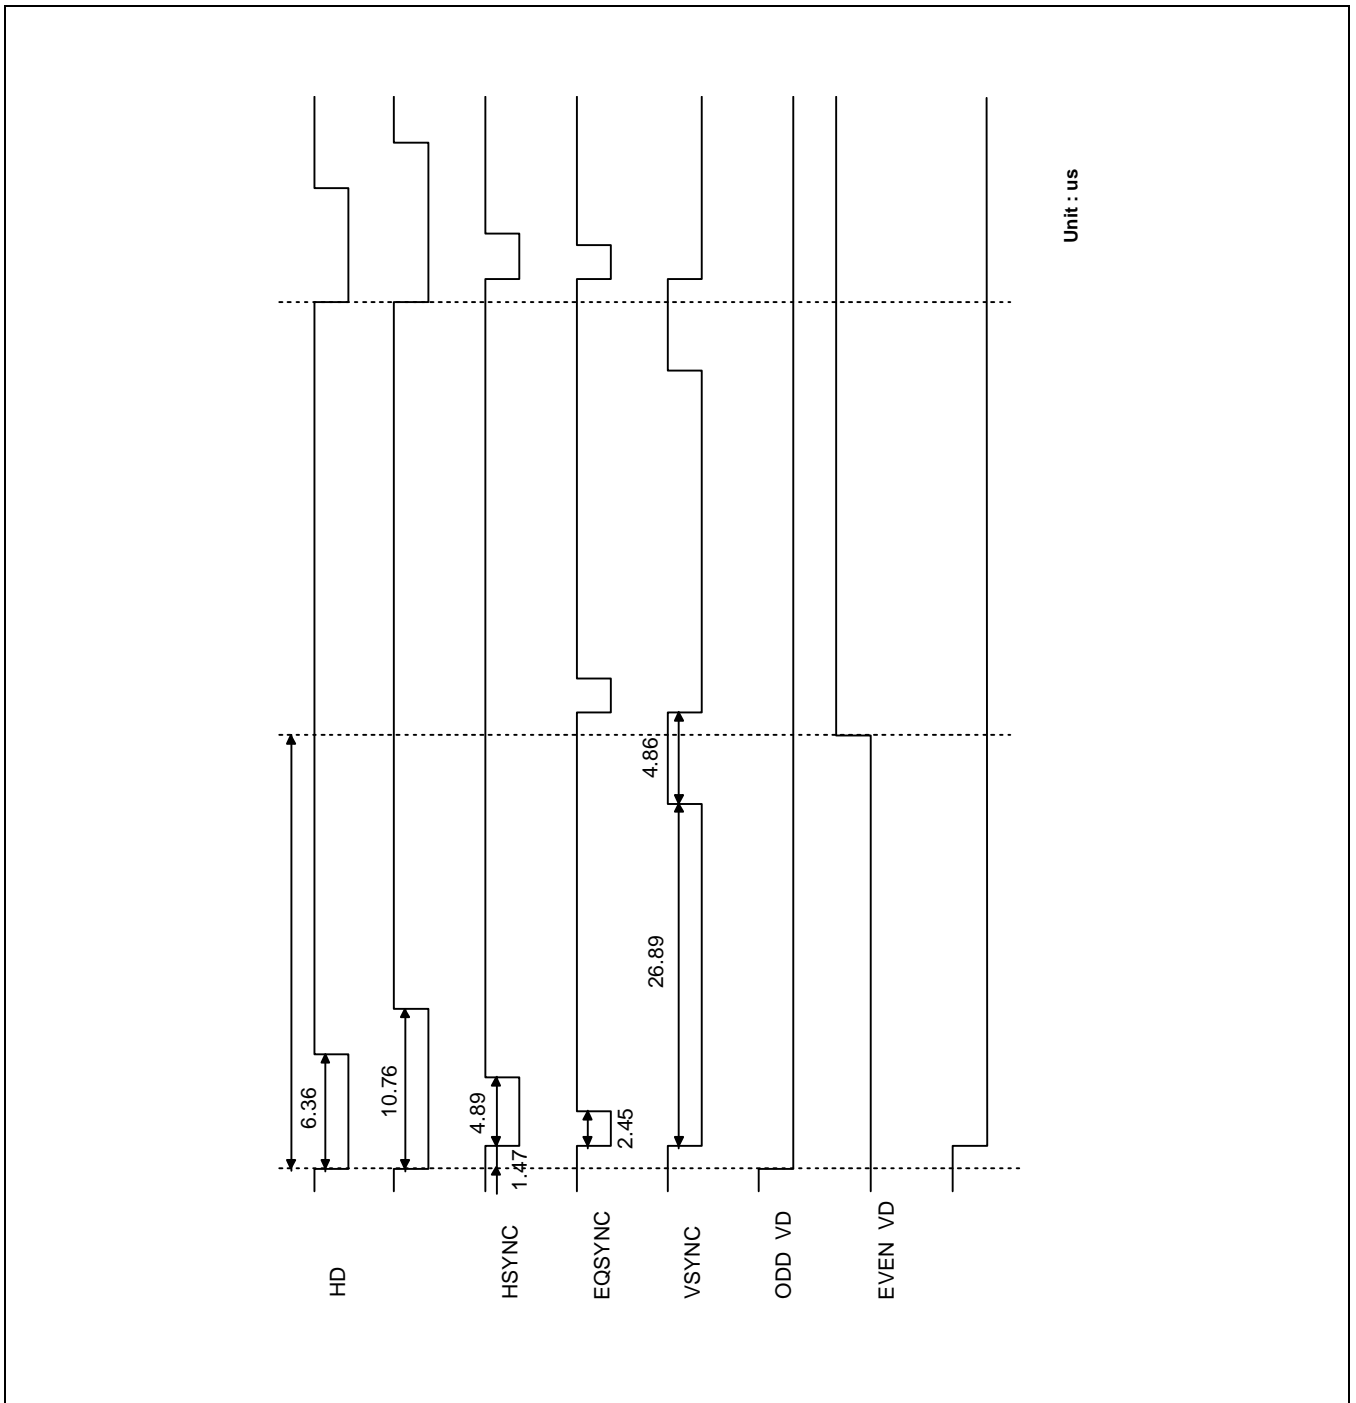 HD
6.36
10.76
HSYNC
1.47
4.89
EQSYNC
2.45
VSYNC
26.89
4.86
ODD VD
EVEN VD
Unit : us